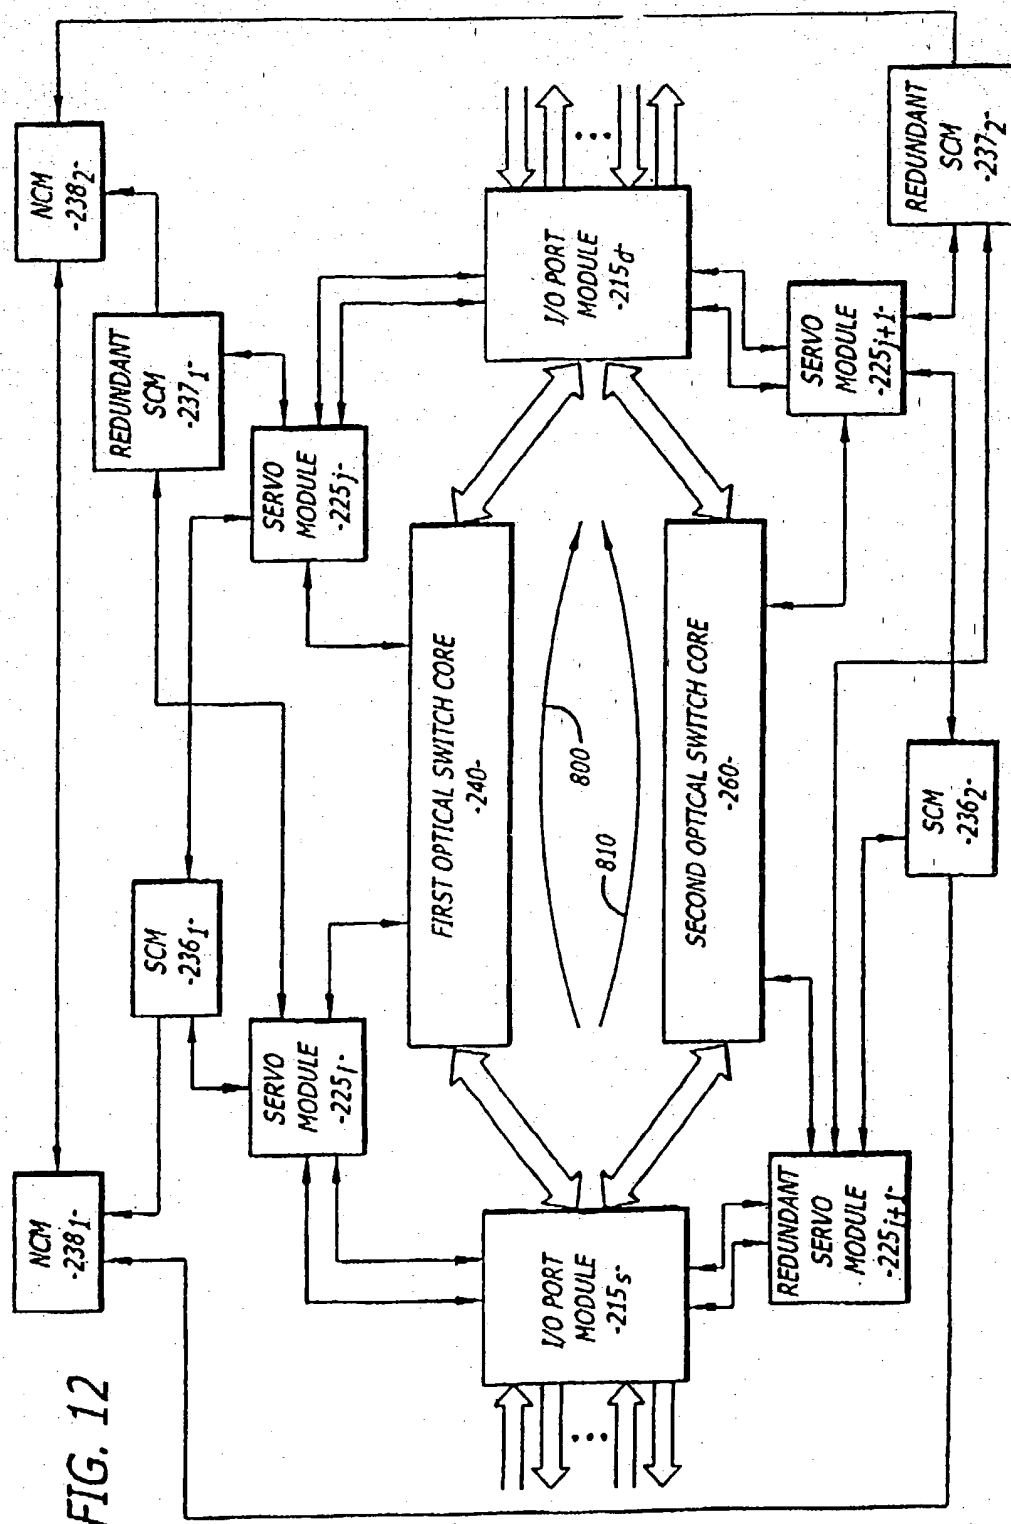 FIG. 12
NCM
-238₁-
NCM
-238₂-
SCM
-236₁-
REDUNDANT
SCM
-237₁-
SERVO
MODULE
-225ᵢ-
SERVO
MODULE
-225ⱼ-
FIRST OPTICAL SWITCH CORE
-240-
I/O PORT
MODULE
-215ₛ-
I/O PORT
MODULE
-215d-
800
810
SECOND OPTICAL SWITCH CORE
-260-
REDUNDANT
SERVO
MODULE
-225ᵢ₊₁-
SERVO
MODULE
-225ⱼ₊₁-
SCM
-236₂-
REDUNDANT
SCM
-237₂-